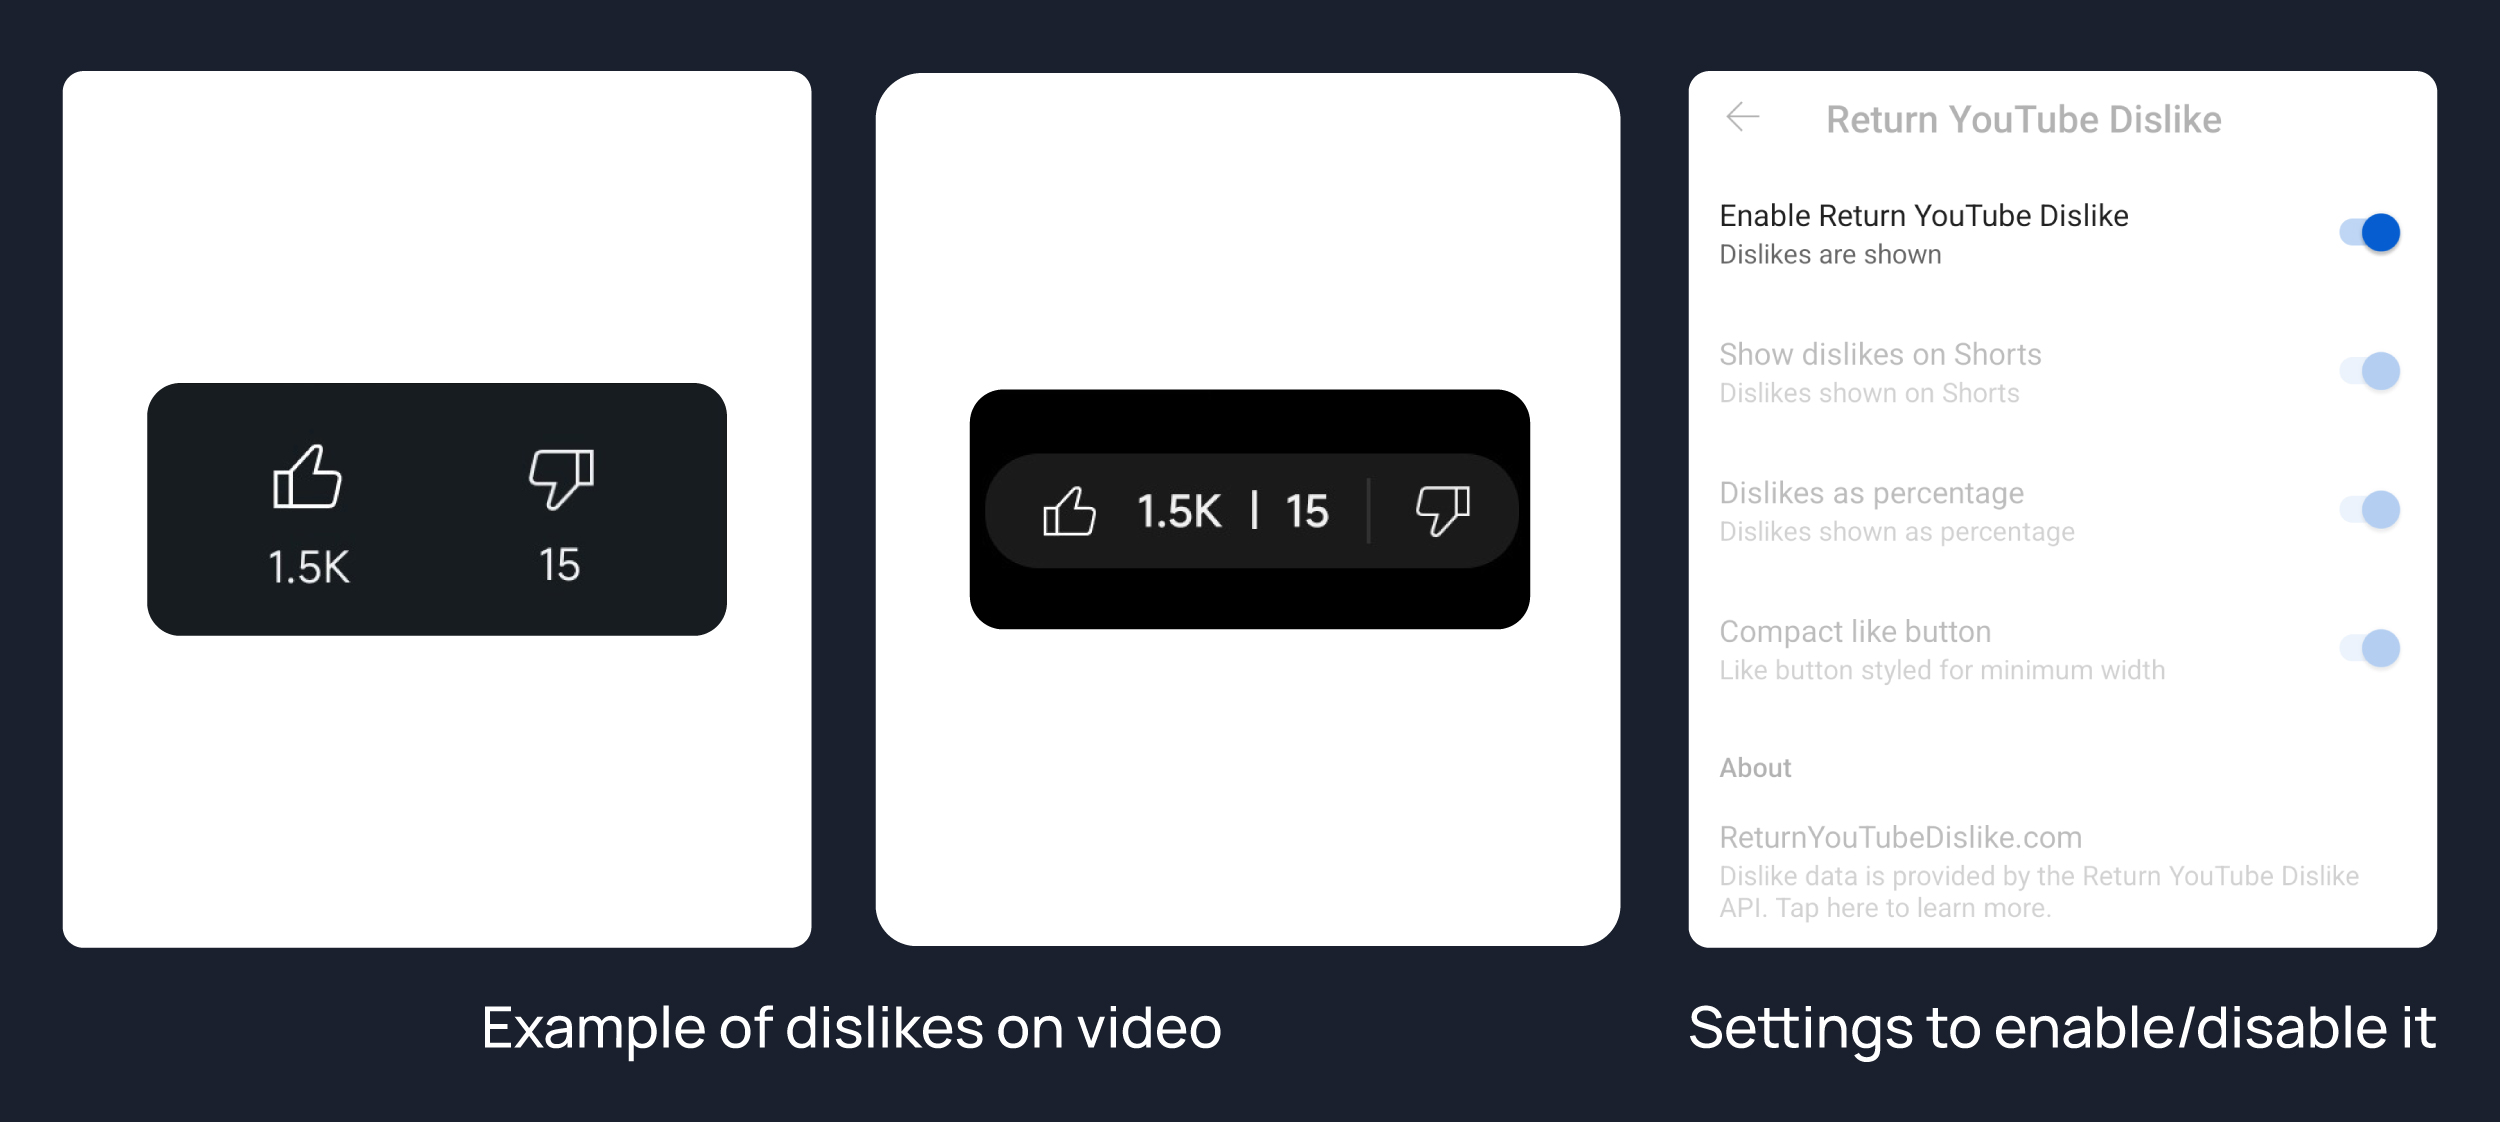 1.5K
15
1.5K | 15
Return YouTube Dislike
Enable Return YouTube Dislike
Dislikes are shown
Show dislikes on Shorts
Dislikes shown on Shorts
Dislikes as percentage
Dislikes shown as percentage
Compact like button
Like button styled for minimum width
About
ReturnYouTubeDislike.com
Dislike data is provided by the Return YouTube Dislike
API. Tap here to learn more.
Example of dislikes on video
Settings to enable/disable it